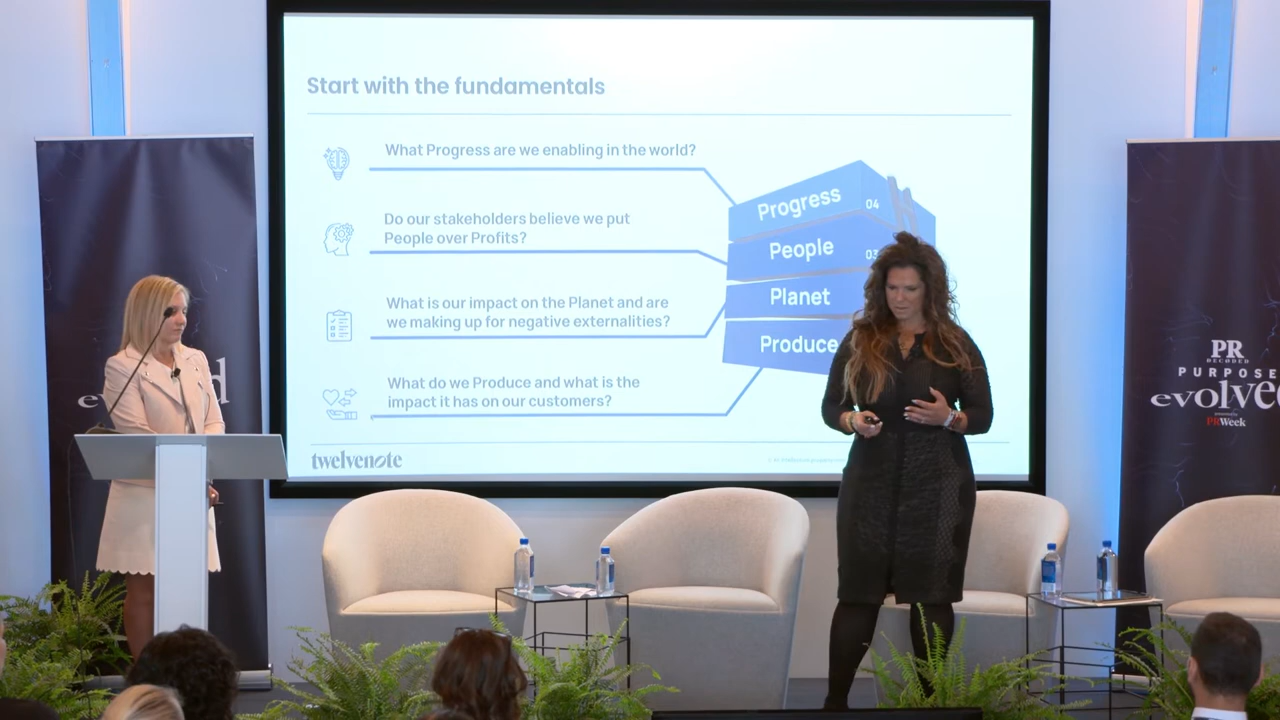 Start with the fundamentals
What Progress are we enabling in the world?
Do our stakeholders believe we put
People over Profits?
What is our impact on the Planet and are
we making up for negative externalities?
What do we Produce and what is the
impact it has on our customers?
Progress
04
People
03
Planet
Produce
twelvenote
PR
DECODED
PURPOSE
evolved
PRWeek